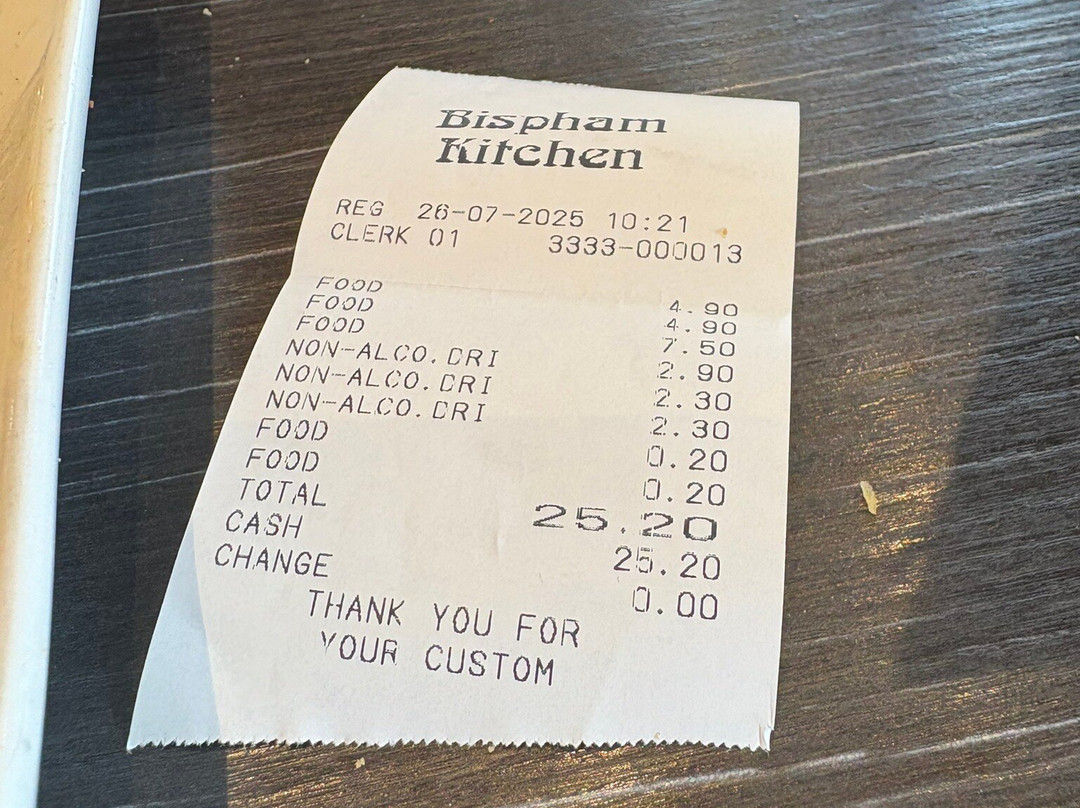 Bispham
Kitchen
REG 26-07-2025 10:21
CLERK 01 3333-000013
FOOD 4.90
FOOD 4.90
FOOD 7.50
NON-ALCO.DRI 2.90
NON-ALCO.DRI 2.30
NON-ALCO.DRI 2.30
FOOD 0.20
FOOD 0.20
TOTAL 25.20
CASH 25.20
CHANGE 0.00
THANK YOU FOR
YOUR CUSTOM